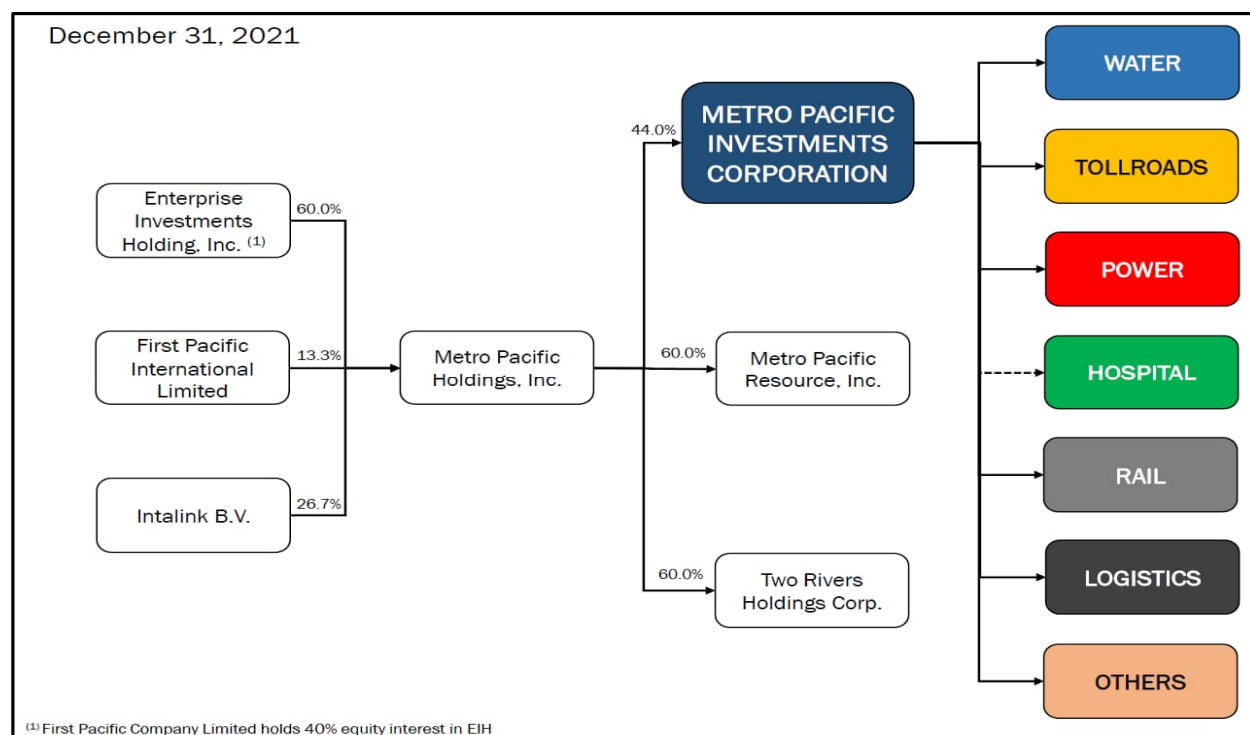 December 31, 2021
Enterprise
Investments
Holding, Inc. (1)
60.0%
First Pacific
International
Limited
13.3%
Intalink B.V.
26.7%
Metro Pacific
Holdings, Inc.
44.0%
METRO PACIFIC
INVESTMENTS
CORPORATION
60.0%
Metro Pacific
Resource, Inc.
60.0%
Two Rivers
Holdings Corp.
WATER
TOLLROADS
POWER
HOSPITAL
RAIL
LOGISTICS
OTHERS
(1) First Pacific Company Limited holds 40% equity interest in EIH